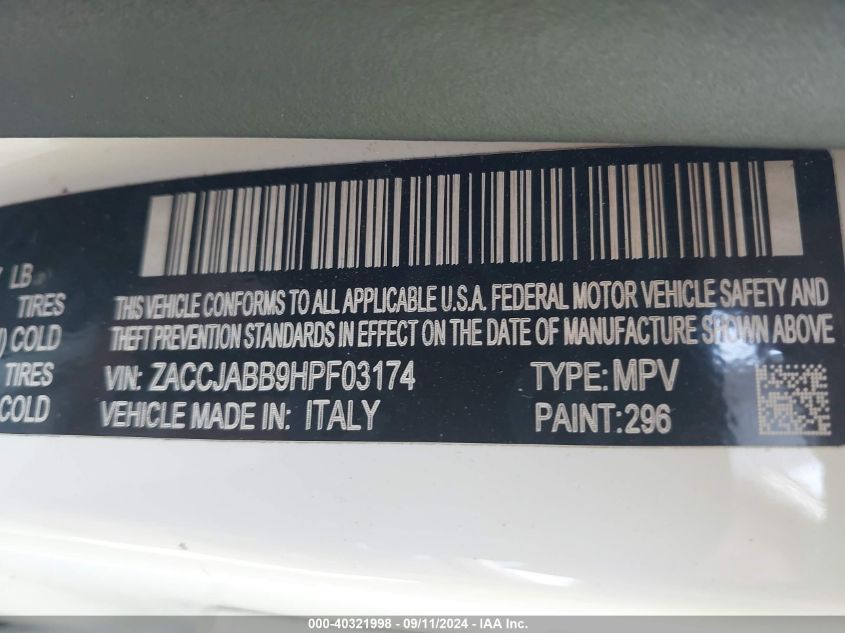 LB
TIRES
THIS VEHICLE CONFORMS TO ALL APPLICABLE U.S.A. FEDERAL MOTOR VEHICLE SAFETY AND
) COLD
THEFT PREVENTION STANDARDS IN EFFECT ON THE DATE OF MANUFACTURE SHOWN ABOVE
TIRES
VIN: ZACCJABB9HPF03174 TYPE: MPV
COLD
VEHICLE MADE IN: ITALY PAINT: 296
000-40321998 - 09/11/2024 - IAA Inc.